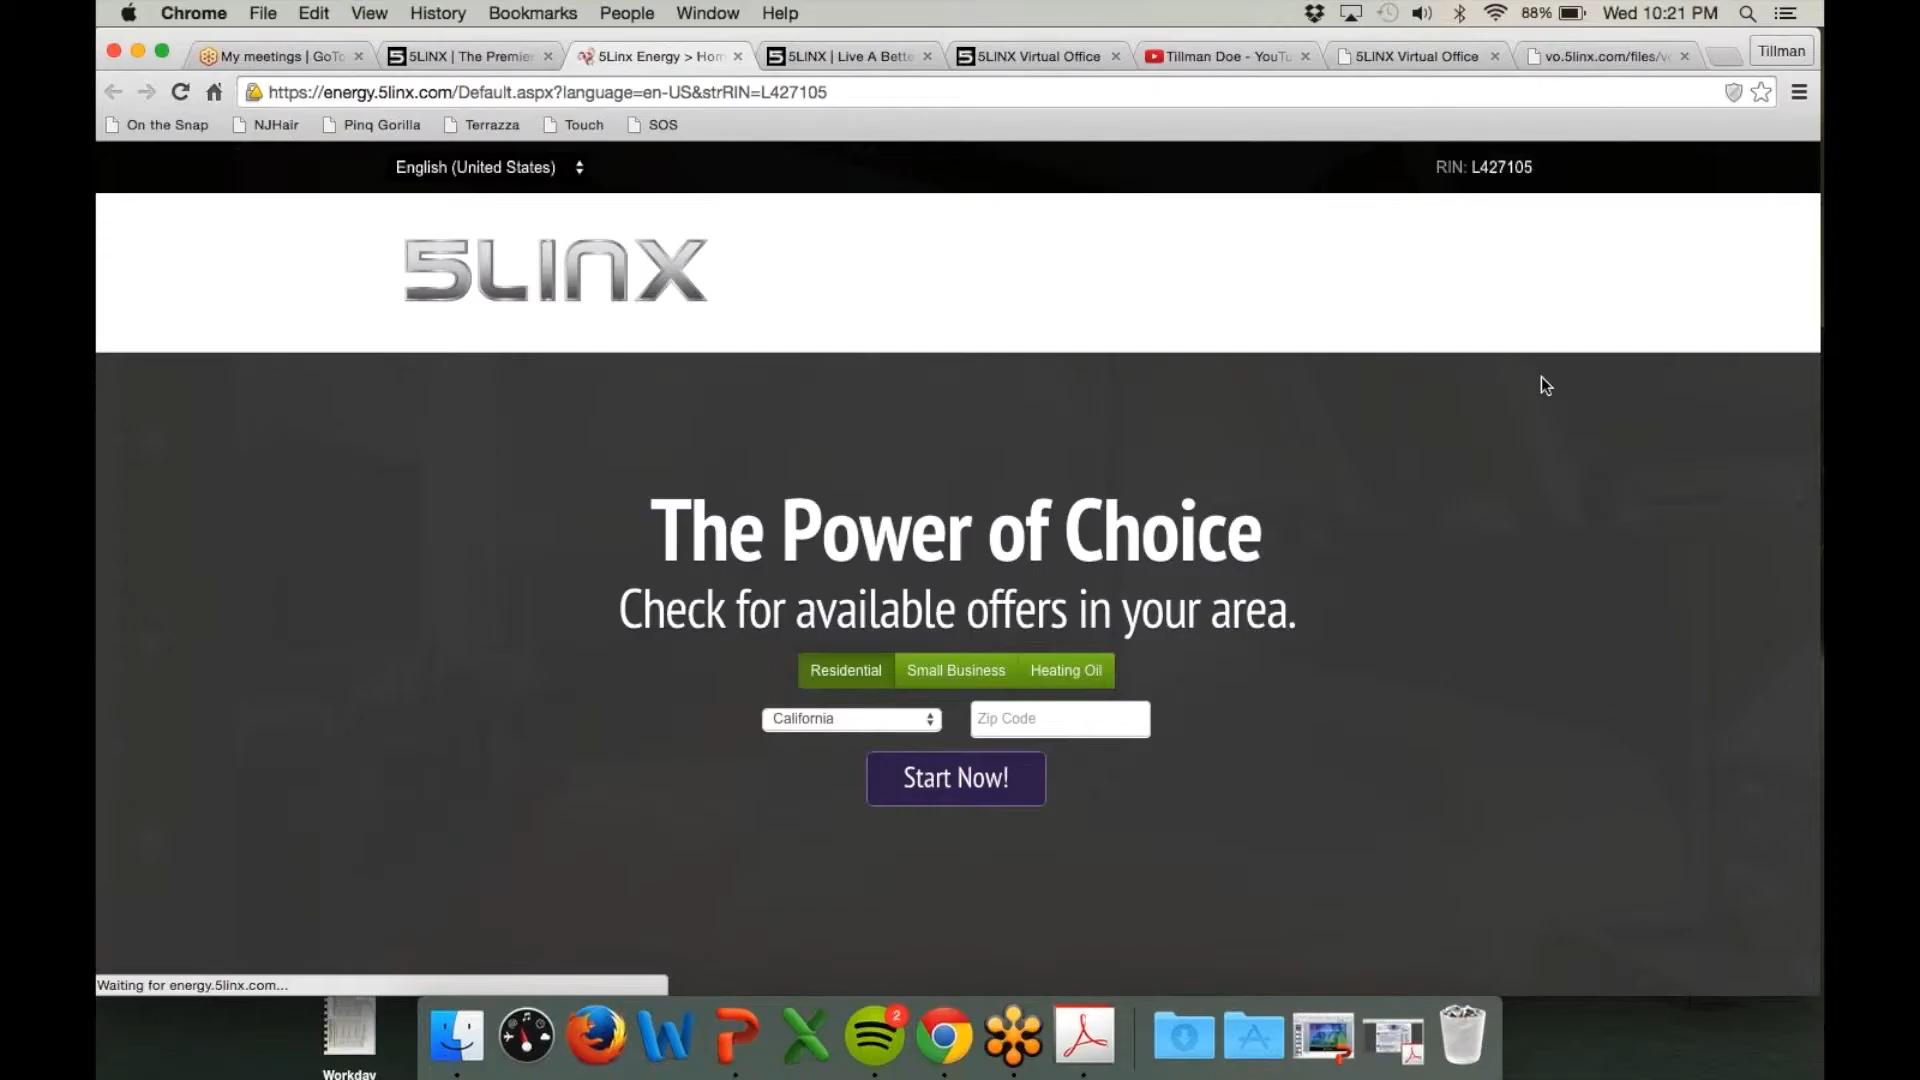 Chrome File Edit View History Bookmarks People Window Help 88% Wed 10:21 PM
My meetings | GoTo 5LINX | The Premier 5Linx Energy > Hom 5LINX | Live A Bette 5LINX Virtual Office Tillman Doe - YouTu 5LINX Virtual Office vo.5linx.com/files/v Tillman
https://energy.5linx.com/Default.aspx?language=en-US&strRIN=L427105
On the Snap NJHair Pinq Gorilla Terrazza Touch SOS
English (United States) RIN: L427105
5LINX
The Power of Choice
Check for available offers in your area.
Residential Small Business Heating Oil
California Zip Code
Start Now!
Waiting for energy.5linx.com...
2
Workday